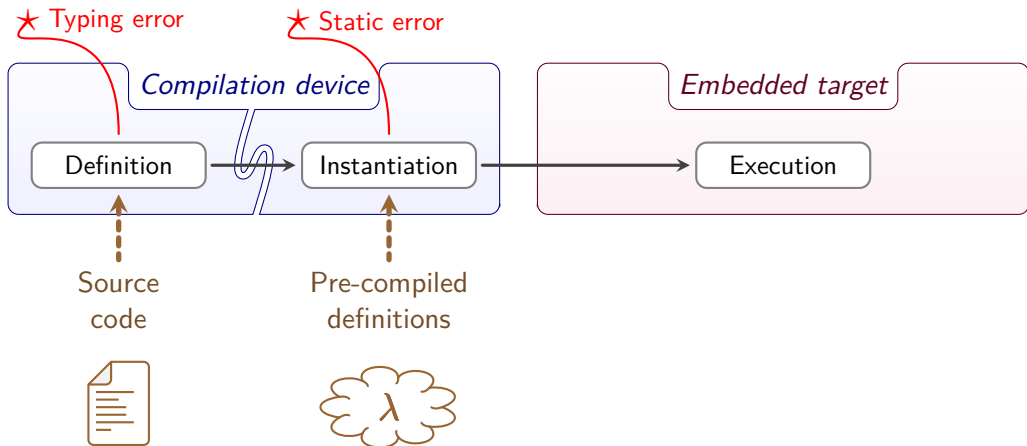 Typing error
Static error
Compilation device
Embedded target
Definition
Instantiation
Execution
Source
code
Pre-compiled
definitions
λ